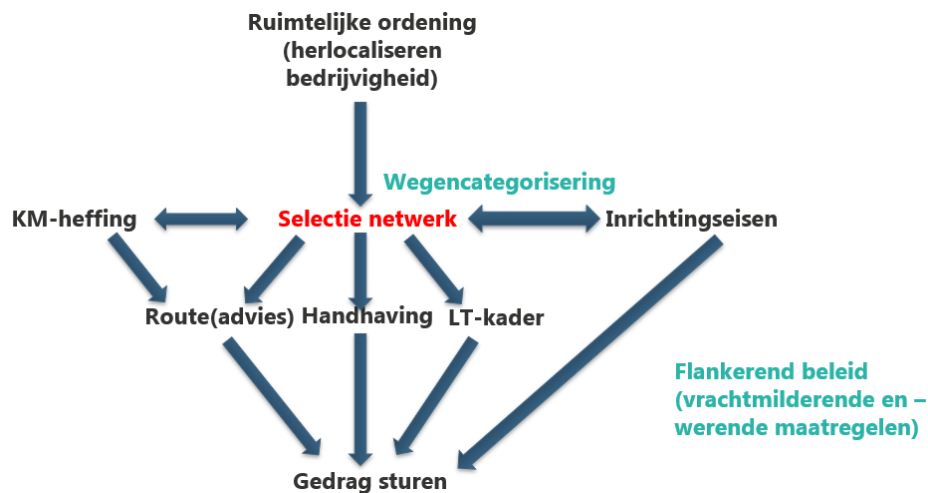 Ruimtelijke ordening
(herlocaliseren
bedrijvigheid)
Wegencategorisering
KM-heffing
Selectie netwerk
Inrichtingseisen
Route(advies)
Handhaving
LT-kader
Flankerend beleid
(vrachtmilderende en –
werende maatregelen)
Gedrag sturen